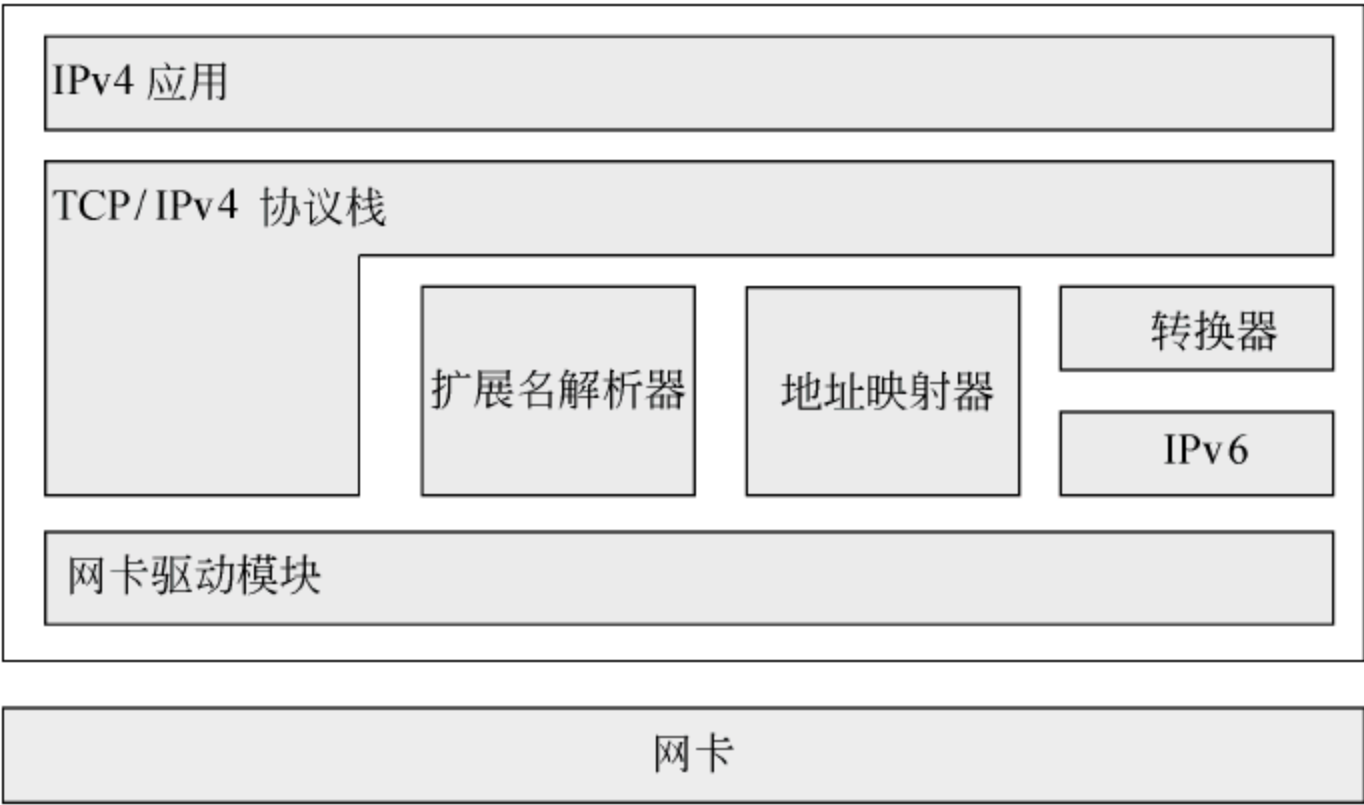 IPv4 应用
TCP/IPv4 协议栈
扩展名解析器
地址映射器
转换器
IPv6
网卡驱动模块
网卡